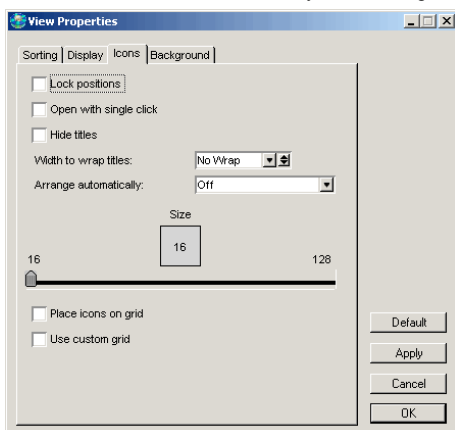 View Properties
Sorting Display Icons Background
Lock positions
Open with single click
Hide titles
Width to wrap titles: No Wrap
Arrange automatically: Off
Size
16
16 128
Place icons on grid
Use custom grid
Default
Apply
Cancel
OK